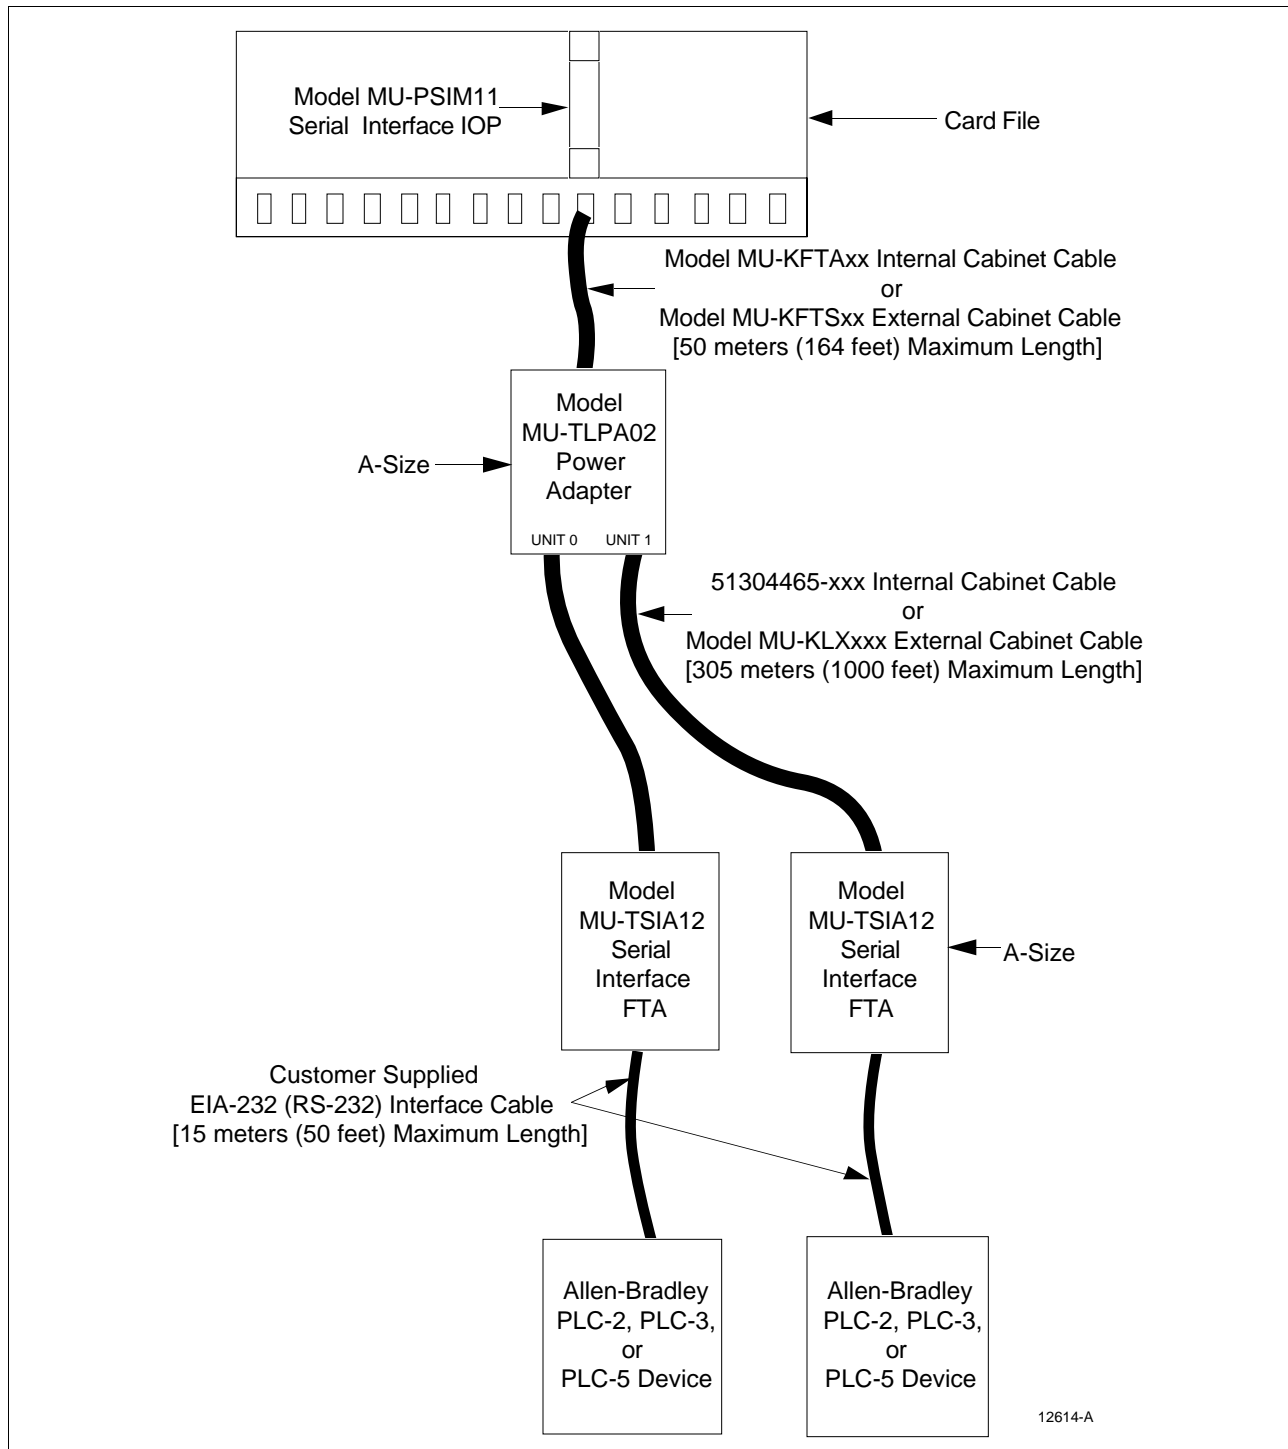 Model MU-PSIM11
Serial Interface IOP
Card File
Model MU-KFTAxx Internal Cabinet Cable
or
Model MU-KFTSxx External Cabinet Cable
[50 meters (164 feet) Maximum Length]
Model
MU-TLPA02
Power
Adapter
A-Size
UNIT 0 UNIT 1
51304465-xxx Internal Cabinet Cable
or
Model MU-KLXxxx External Cabinet Cable
[305 meters (1000 feet) Maximum Length]
Model
MU-TSIA12
Serial
Interface
FTA
Model
MU-TSIA12
Serial
Interface
FTA
A-Size
Customer Supplied
EIA-232 (RS-232) Interface Cable
[15 meters (50 feet) Maximum Length]
Allen-Bradley
PLC-2, PLC-3,
or
PLC-5 Device
Allen-Bradley
PLC-2, PLC-3,
or
PLC-5 Device
12614-A